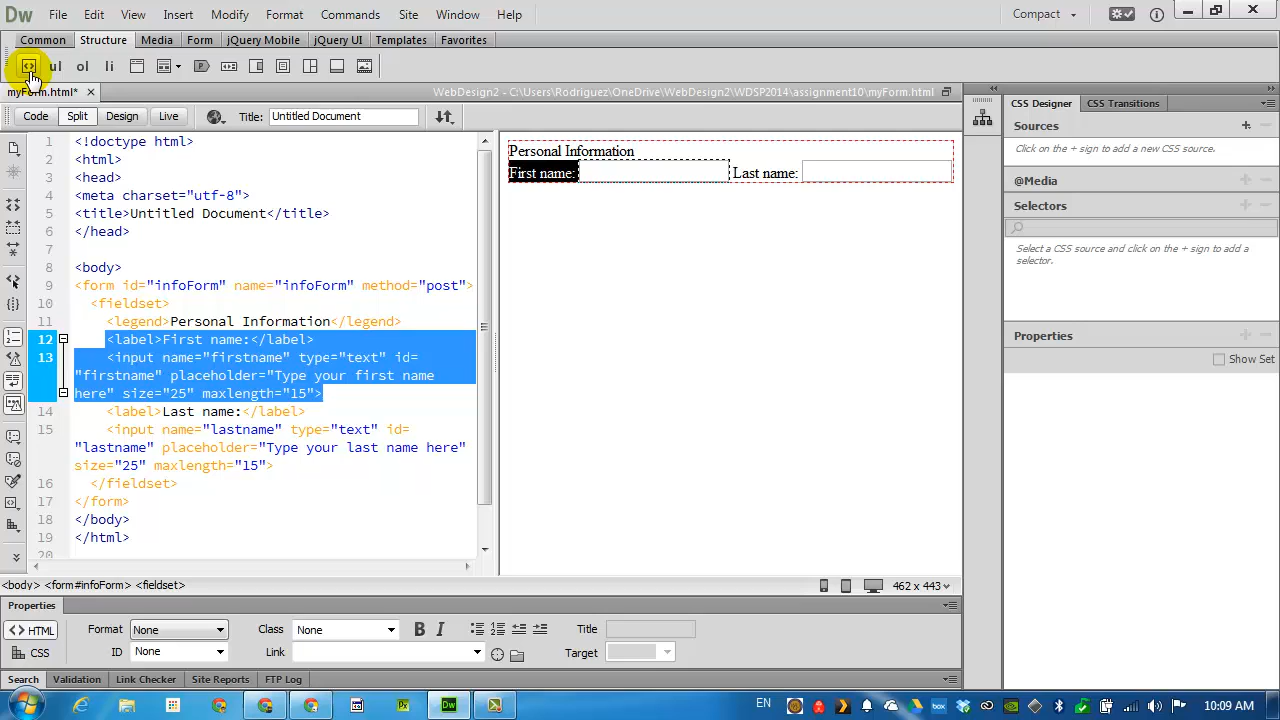 Dw File Edit View Insert Modify Format Commands Site Window Help Compact
Common Structure Media Form jQuery Mobile jQuery UI Templates Favorites
ul ol li
myForm.html* WebDesign2 - C:\Users\Rodriguez\OneDrive\WebDesign2\WDSP2014\assignment10\myForm.html
Code Split Design Live Title: Untitled Document
1 <!doctype html>
2 <html>
3 <head>
4 <meta charset="utf-8">
5 <title>Untitled Document</title>
6 </head>
7
8 <body>
9 <form id="infoForm" name="infoForm" method="post">
10 <fieldset>
11 <legend>Personal Information</legend>
12 <label>First name:</label>
13 <input name="firstname" type="text" id=
"firstname" placeholder="Type your first name
here" size="25" maxlength="15">
14 <label>Last name:</label>
15 <input name="lastname" type="text" id=
"lastname" placeholder="Type your last name here"
size="25" maxlength="15">
16 </fieldset>
17 </form>
18 </body>
19 </html>
20
Personal Information
First name: Last name:
CSS Designer CSS Transitions
Sources
Click on the + sign to add a new CSS source.
@Media
Selectors
Select a CSS source and click on the + sign to add a
selector.
Properties
Show Set
<body> <form#infoForm> <fieldset> 462 x 443
Properties
<> HTML Format None Class None B I Title
CSS ID None Link Target
Search Validation Link Checker Site Reports FTP Log
EN 10:09 AM